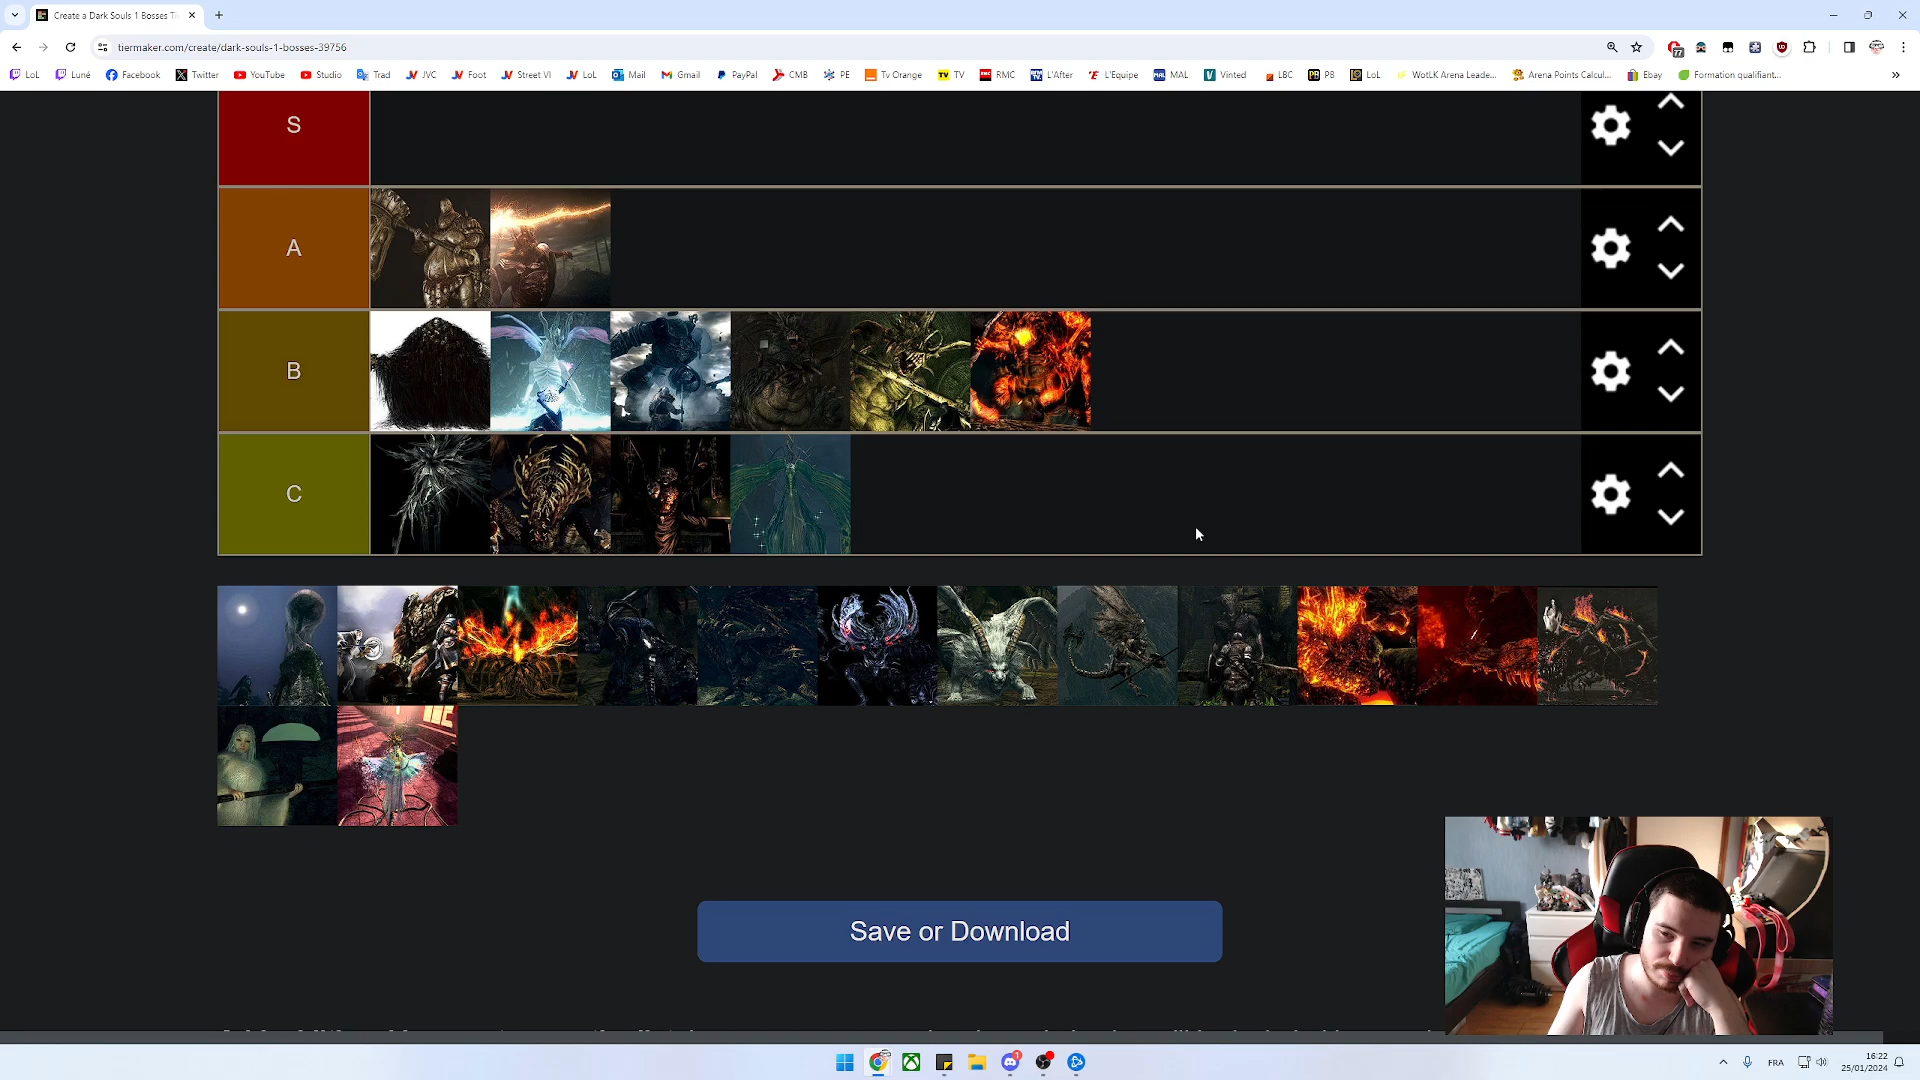 Create a Dark Souls 1 Bosses Ti
tiermaker.com/create/dark-souls-1-bosses-39756
77
LoL
Luné
Facebook
Twitter
YouTube
Studio
Trad
JVC
Foot
Street VI
LoL
Mail
Gmail
PayPal
CMB
PE
Tv Orange
TV
RMC
L'After
L'Equipe
MAL
Vinted
LBC
PB
LoL
WotLK Arena Leade...
Arena Points Calcul...
Ebay
Formation qualifiant...
S
A
B
C
Save or Download
1
FRA
16:22
25/01/2024